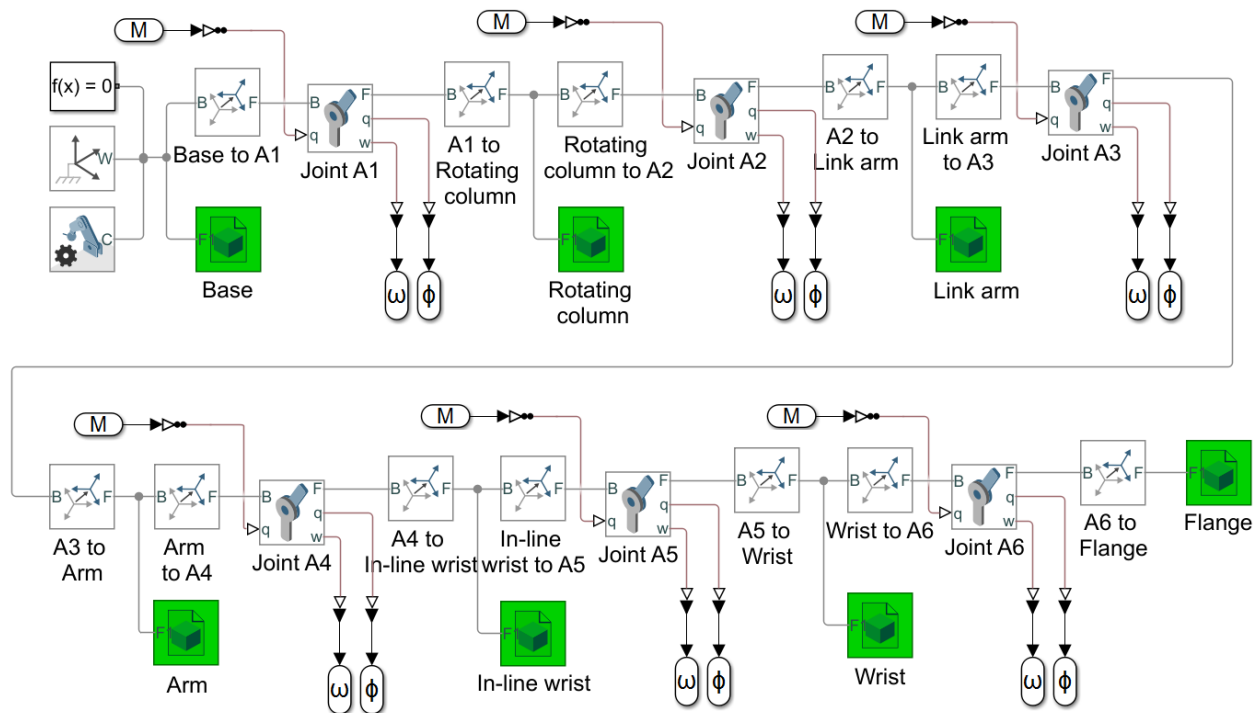 M
M
M
f(x) = 0
B F
B F q q w
B F
B F
B F q q w
B F
B F
B F q q w
W
C
Base to A1
Joint A1
A1 to
Rotating
column
Rotating
column to A2
Joint A2
A2 to
Link arm
Link arm
to A3
Joint A3
F
Base
F
Rotating
column
F
Link arm
ω ϕ
ω ϕ
ω ϕ
M
M
M
B F
B F
B F q q w
B F
B F
B F q q w
B F
B F
B F q q w
B F
F
A3 to
Arm
Arm
to A4
Joint A4
A4 to
In-line wrist
In-line
wrist to A5
Joint A5
A5 to
Wrist
Wrist to A6
Joint A6
A6 to
Flange
Flange
F
Arm
F
In-line wrist
F
Wrist
ω ϕ
ω ϕ
ω ϕ